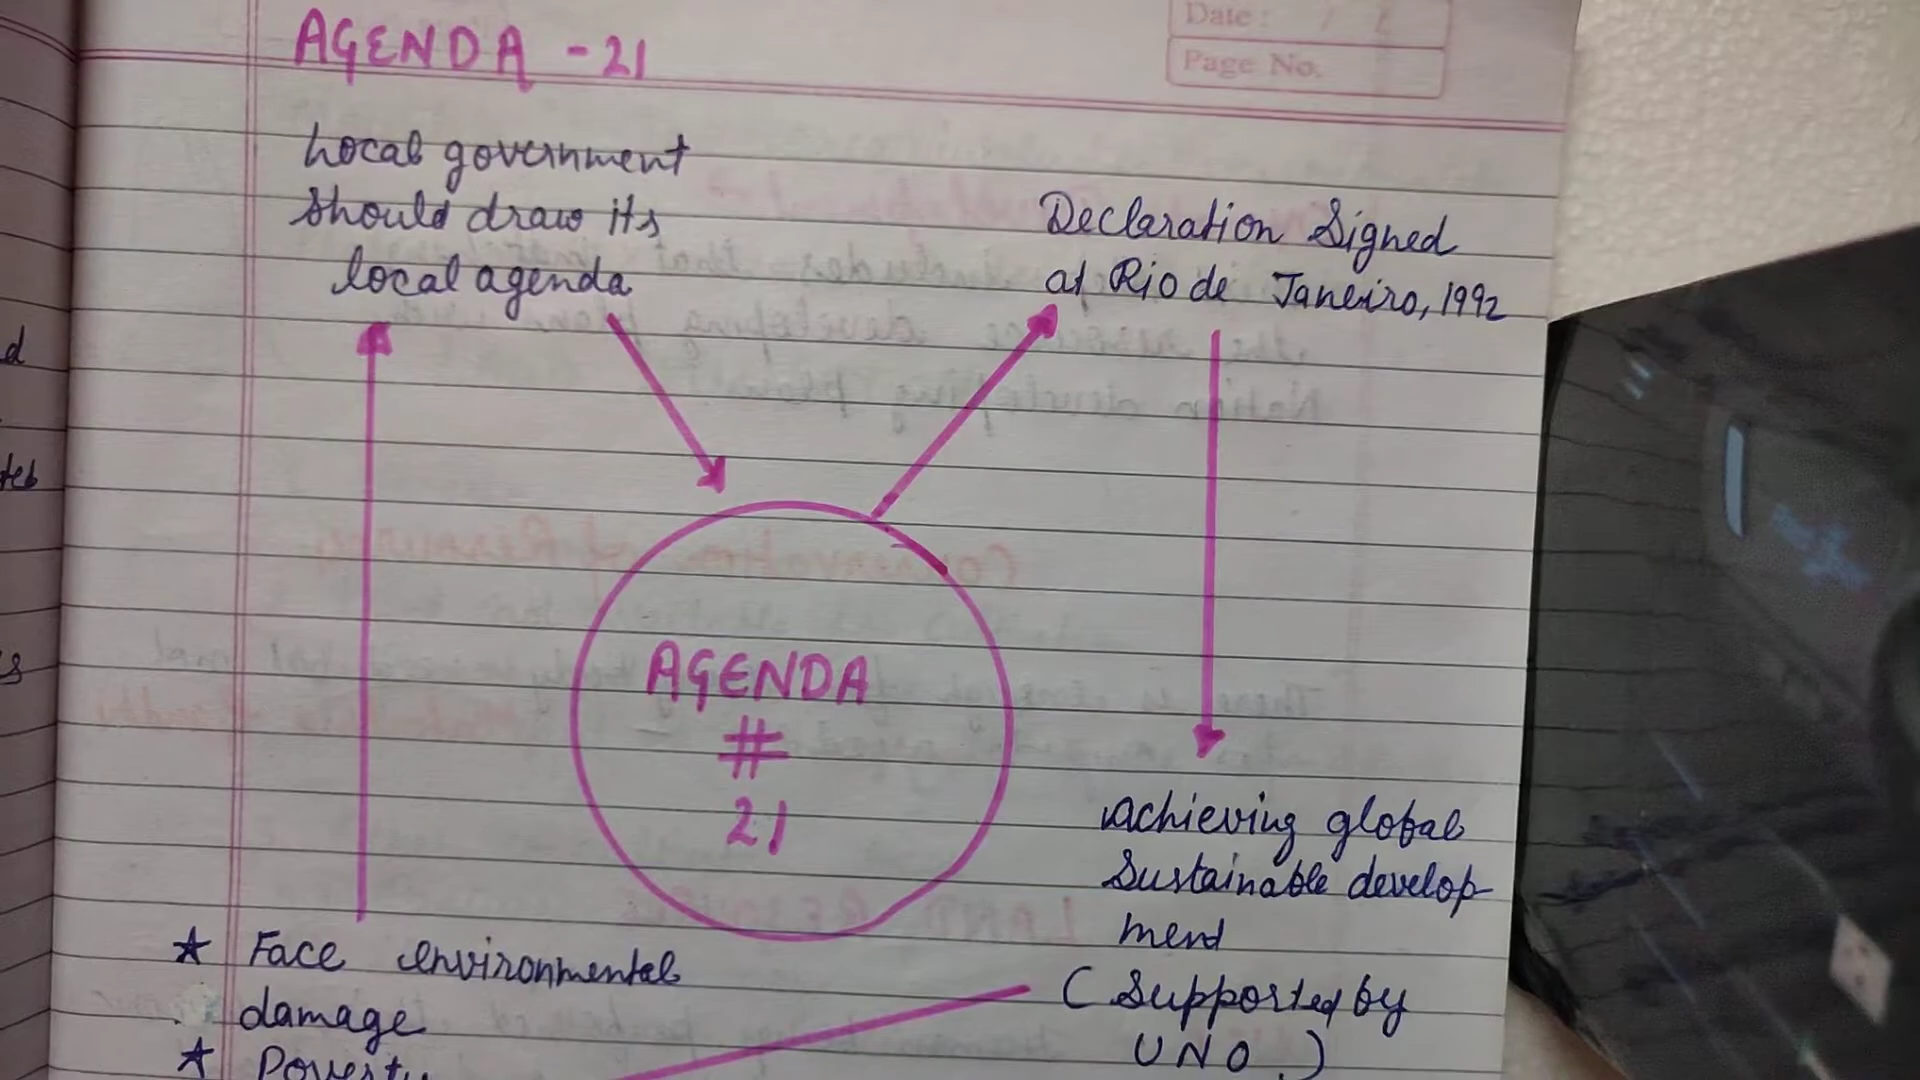 Date: / /
Page No.
AGENDA - 21
Local government
should draw its
local agenda
Declaration Signed
at Rio de Janeiro, 1992
AGENDA
#
21
achieving global
Sustainable develop
ment
( Supported by
UNO.)
★ Face environmental
damage
★ Poverty